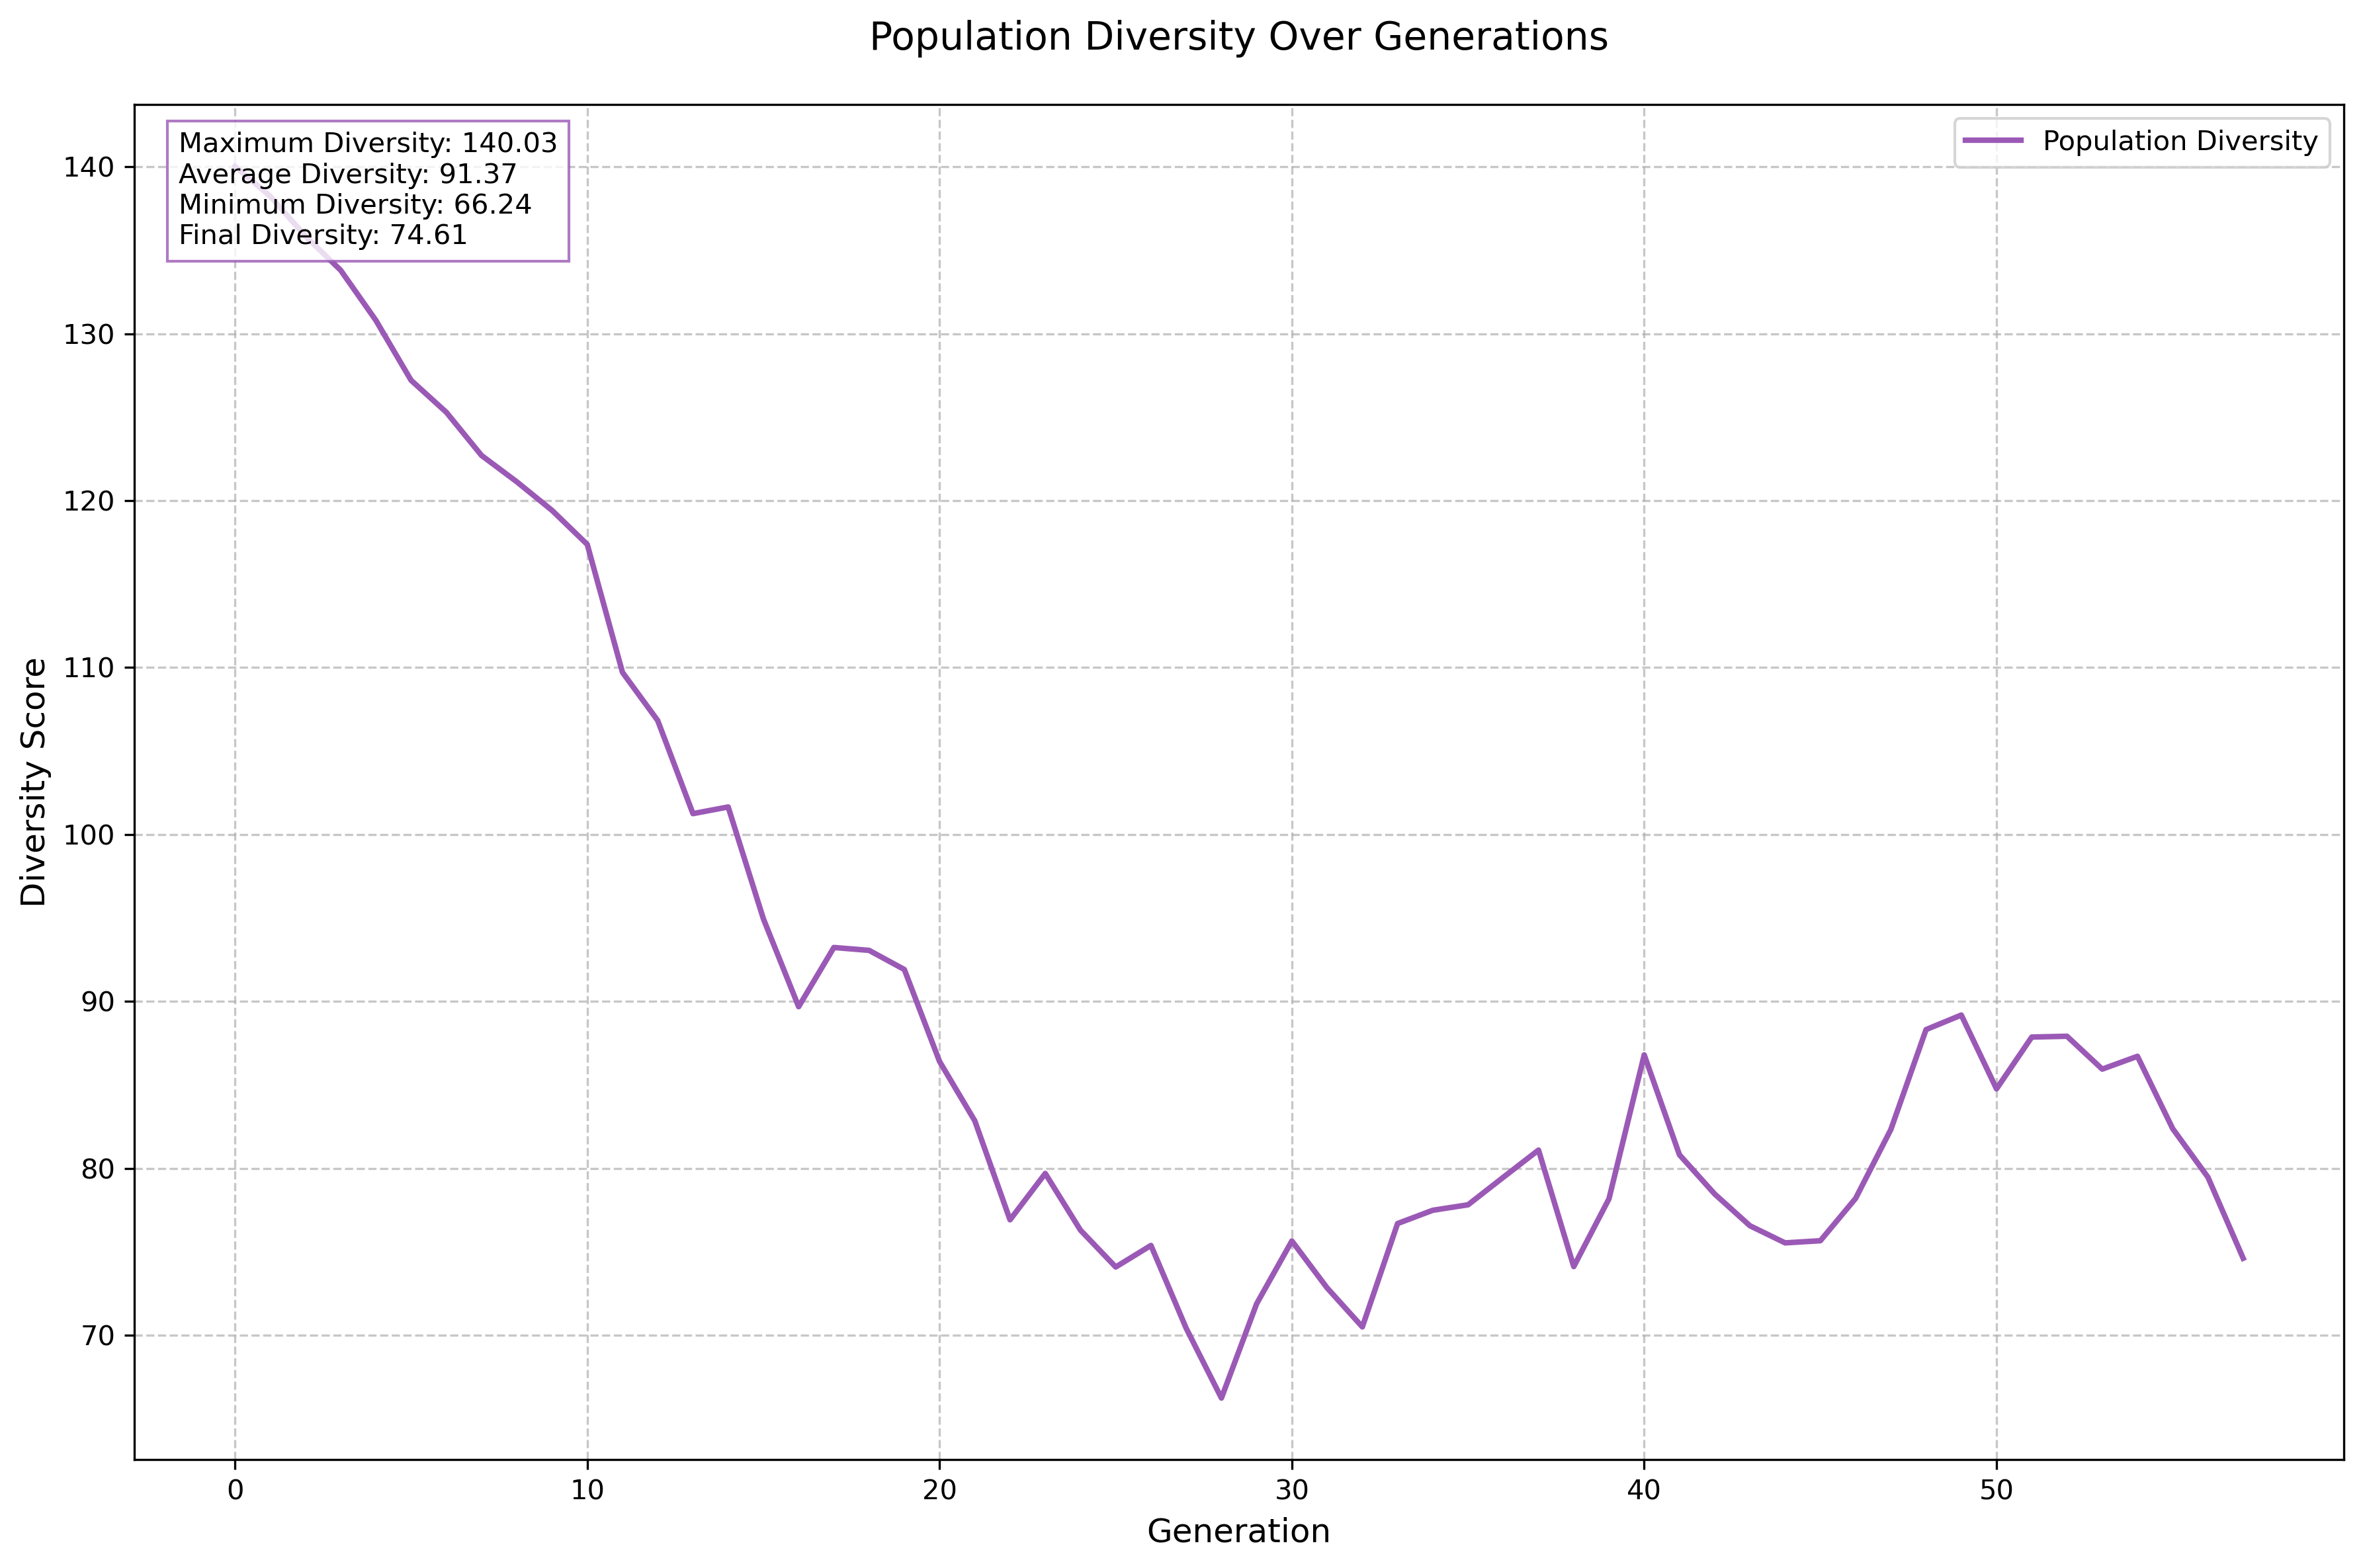 Population Diversity Over Generations
Maximum Diversity: 140.03
Average Diversity: 91.37
Minimum Diversity: 66.24
Final Diversity: 74.61
Population Diversity
Diversity Score
140
130
120
110
100
90
80
70
0
10
20
30
40
50
Generation